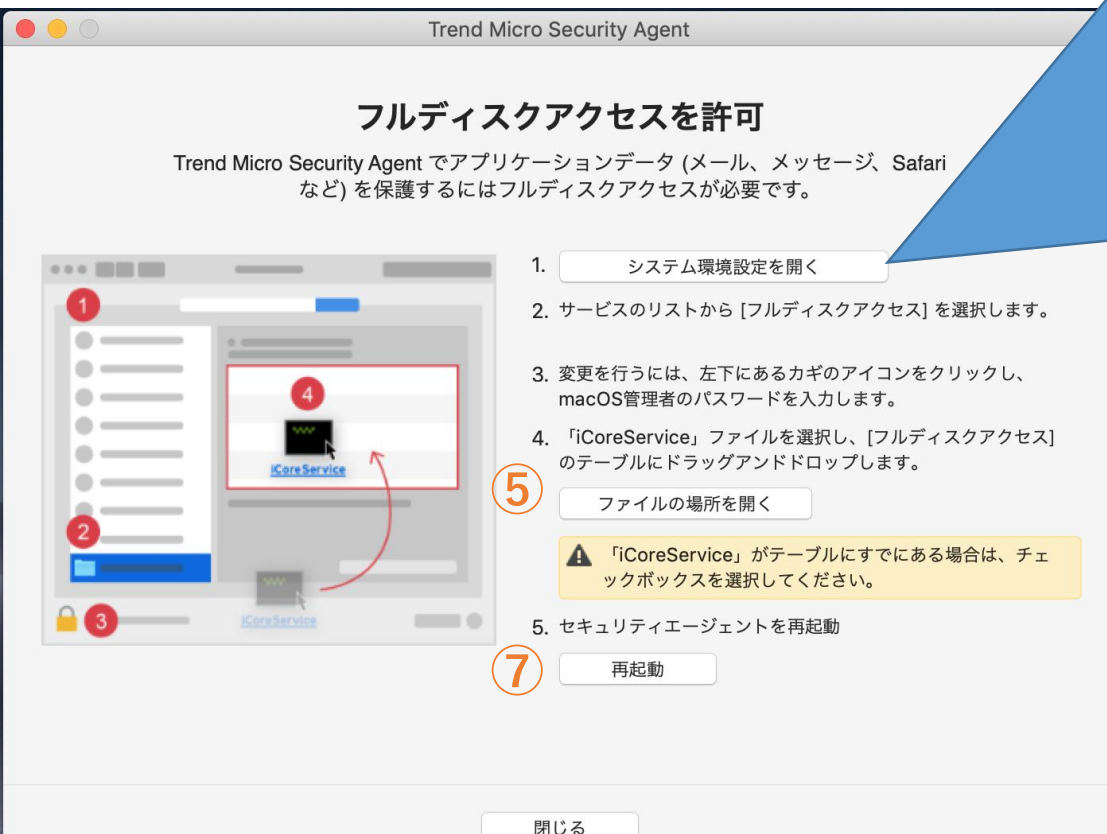 Trend Micro Security Agent
フルディスクアクセスを許可
Trend Micro Security Agent でアプリケーションデータ (メール、メッセージ、Safari
など) を保護するにはフルディスクアクセスが必要です。
1. システム環境設定を開く
2. サービスのリストから [フルディスクアクセス] を選択します。
3. 変更を行うには、左下にあるカギのアイコンをクリックし、
macOS管理者のパスワードを入力します。
4. 「iCoreService」ファイルを選択し、[フルディスクアクセス]
のテーブルにドラッグアンドドロップします。
⑤ ファイルの場所を開く
「iCoreService」がテーブルにすでにある場合は、チェ
ックボックスを選択してください。
5. セキュリティエージェントを再起動
⑦ 再起動
1
4
iCoreService
2
3
iCoreService
閉じる